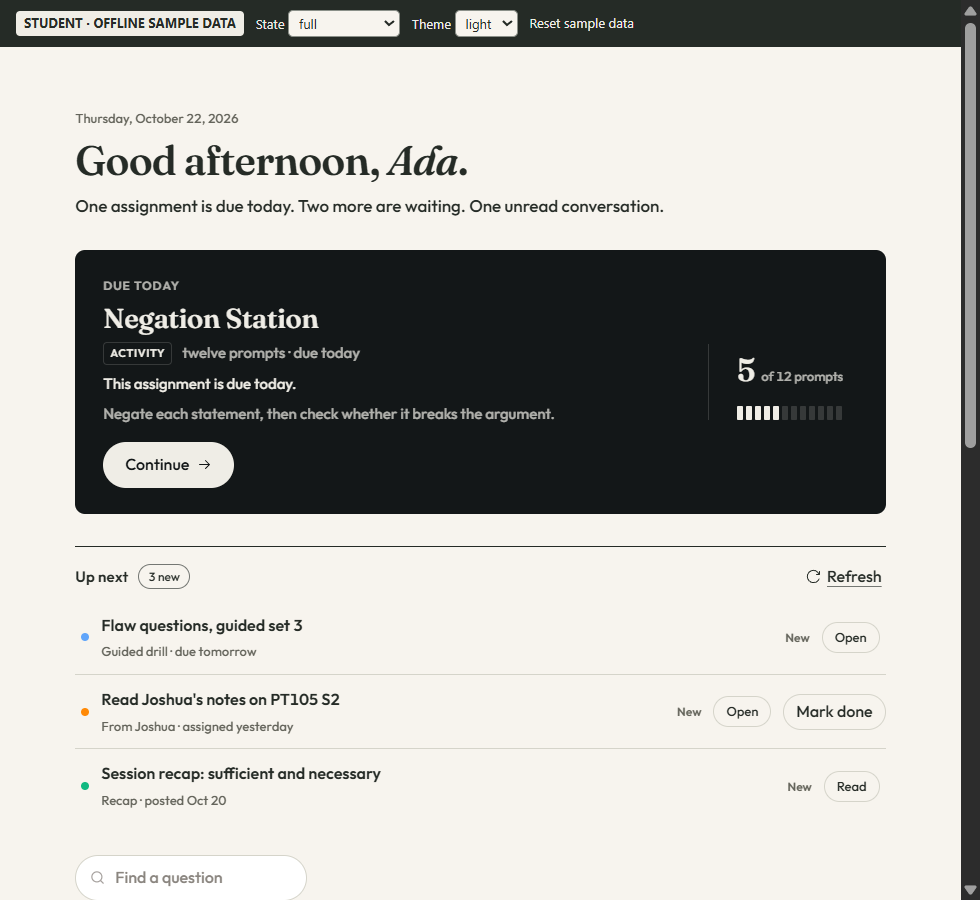 STUDENT · OFFLINE SAMPLE DATA State full Theme light Reset sample data
Thursday, October 22, 2026
Good afternoon, Ada.
One assignment is due today. Two more are waiting. One unread conversation.
DUE TODAY
Negation Station
ACTIVITY twelve prompts · due today
This assignment is due today.
Negate each statement, then check whether it breaks the argument.
Continue →
5 of 12 prompts
Up next 3 new Refresh
Flaw questions, guided set 3
Guided drill · due tomorrow
New Open
Read Joshua's notes on PT105 S2
From Joshua · assigned yesterday
New Open Mark done
Session recap: sufficient and necessary
Recap · posted Oct 20
New Read
Find a question